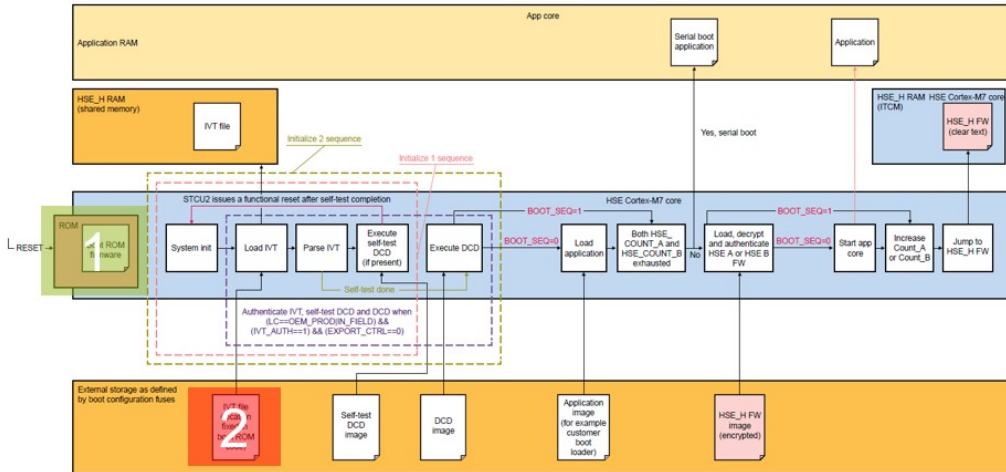 App core
Application RAM
Serial boot
application
Application
HSE_H RAM
(shared memory)
IVT file
HSE_H RAM
(ITCM)
HSE Cortex-M7 core
HSE_H FW
(clear text)
Initialize 2 sequence
Initialize 1 sequence
Yes, serial boot
STCU2 issues a functional reset after self-test completion
HSE Cortex-M7 core
RESET
ROM
1
boot ROM
firmware
System init
Load IVT
Parse IVT
Execute
self-test
DCD
(if present)
Execute DCD
BOOT_SEQ=1
BOOT_SEQ=0
Load
application
Both HSE_
COUNT_A and
HSE_COUNT_B
exhausted
No
Load, decrypt
and authenticate
HSE A or HSE B
FW
BOOT_SEQ=1
BOOT_SEQ=0
Start app
core
Increase
Count_A
or Count_B
Jump to
HSE_H FW
Self-test done
Authenticate IVT, self-test DCD and DCD when
(LC==OEM_PROD|IN_FIELD) &&
(IVT_AUTH==1) && (EXPORT_CTRL==0)
External storage as defined
by boot configuration fuses
2
IVT file
fixed
boot ROM
Self-test
DCD
image
DCD
image
Application
image
(for example
customer
boot
loader)
HSE_H FW
image
(encrypted)